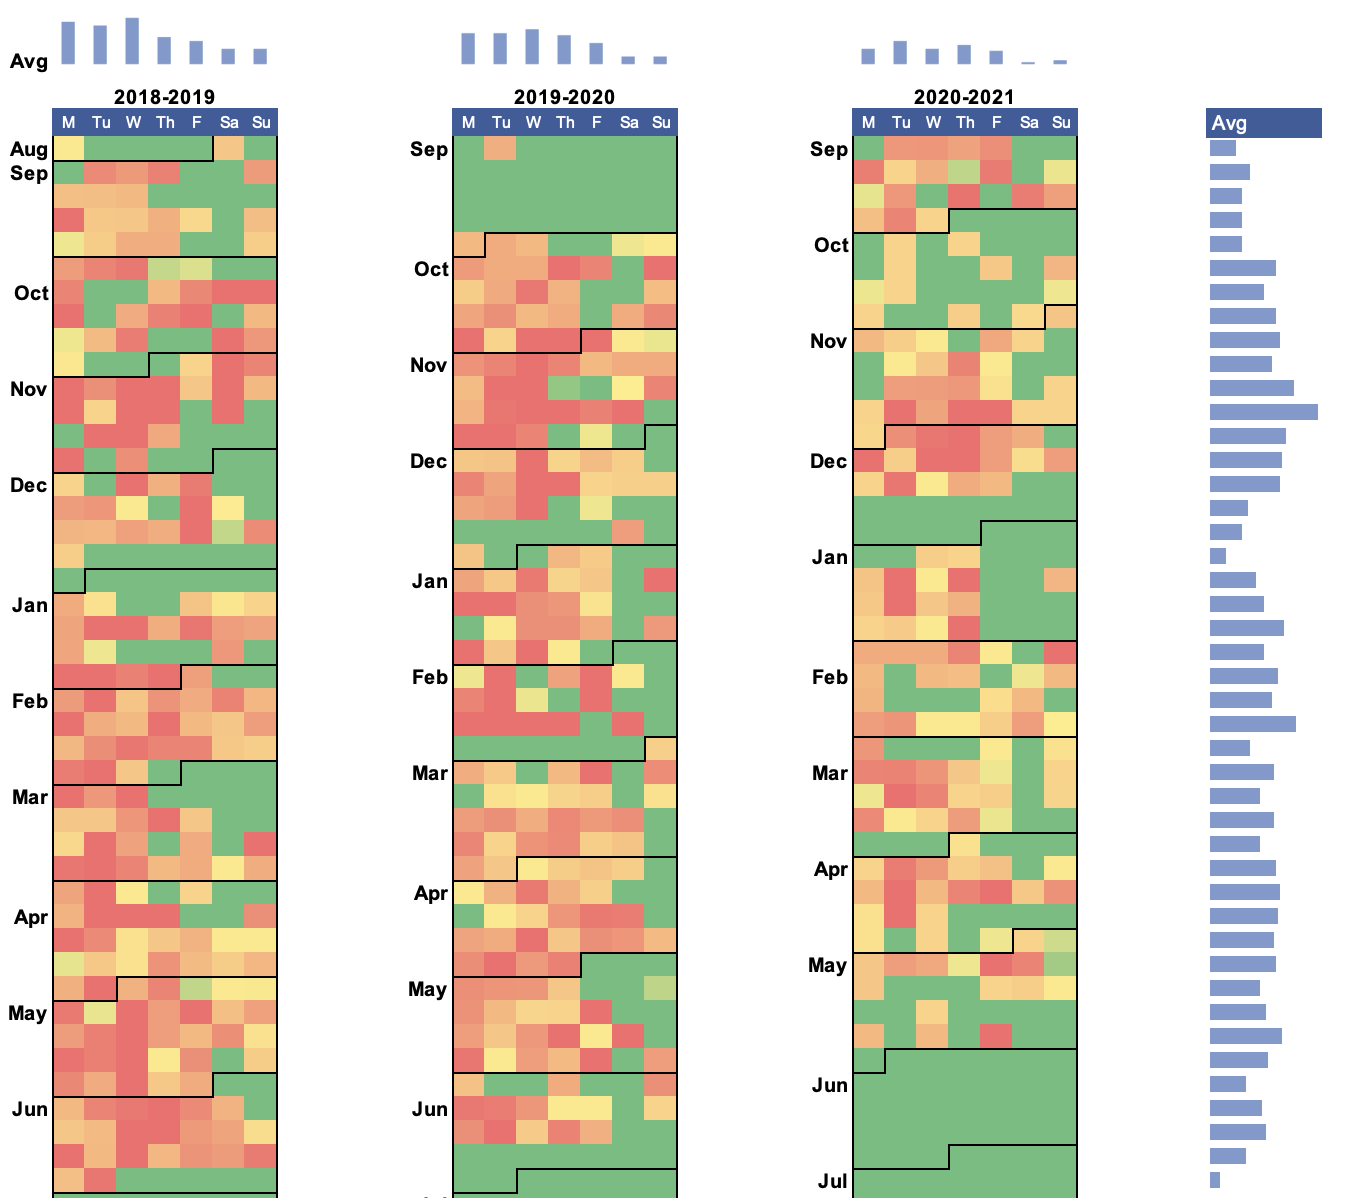 Avg
2018-2019 2019-2020 2020-2021
M Tu W Th F Sa Su M Tu W Th F Sa Su M Tu W Th F Sa Su Avg
Aug Sep Sep
Sep
Oct
Oct
Oct
Nov
Nov
Nov
Dec Dec
Dec
Jan
Jan
Jan
Feb Feb
Feb
Mar Mar
Mar
Apr
Apr
Apr
May
May
May
Jun
Jun Jun
Jul